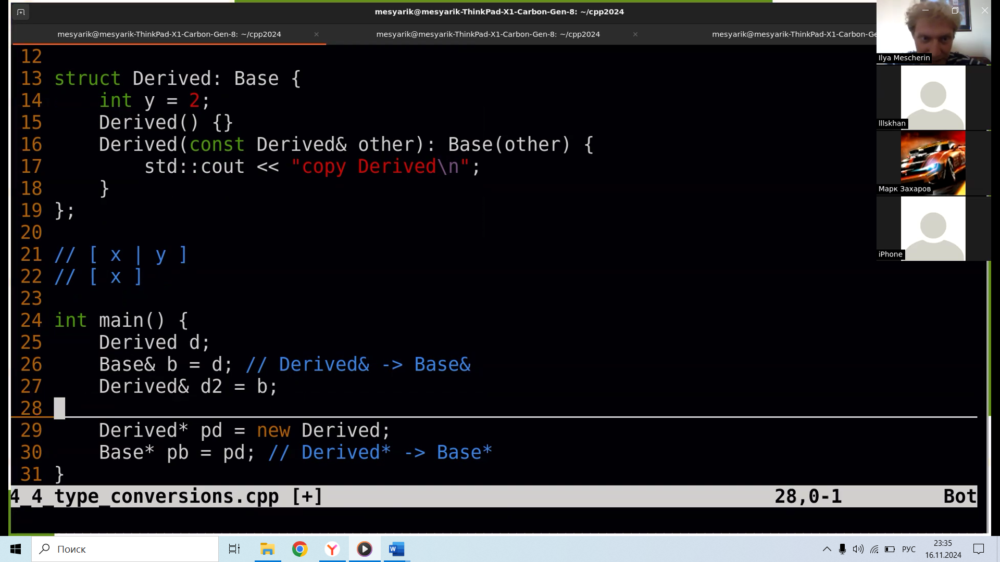 mesyarik@mesyarik-ThinkPad-X1-Carbon-Gen-8: ~/cpp2024
mesyarik@mesyarik-ThinkPad-X1-Carbon-Gen-8: ~/cpp2024
mesyarik@mesyarik-ThinkPad-X1-Carbon-Gen-8: ~/cpp2024
mesyarik@mesyarik-ThinkPad-X1-Carbon-Ge
12
13 struct Derived: Base {
14     int y = 2;
15     Derived() {}
16     Derived(const Derived& other): Base(other) {
17         std::cout << "copy Derived\n";
18     }
19 };
20
21 // [ x | y ]
22 // [ x ]
23
24 int main() {
25     Derived d;
26     Base& b = d; // Derived& -> Base&
27     Derived& d2 = b;
28
29     Derived* pd = new Derived;
30     Base* pb = pd; // Derived* -> Base*
31 }
4_4_type_conversions.cpp [+] 28,0-1 Bot
Ilya Mescherin
lllskhan
Марк Захаров
iPhone
Поиск
РУС
23:35
16.11.2024